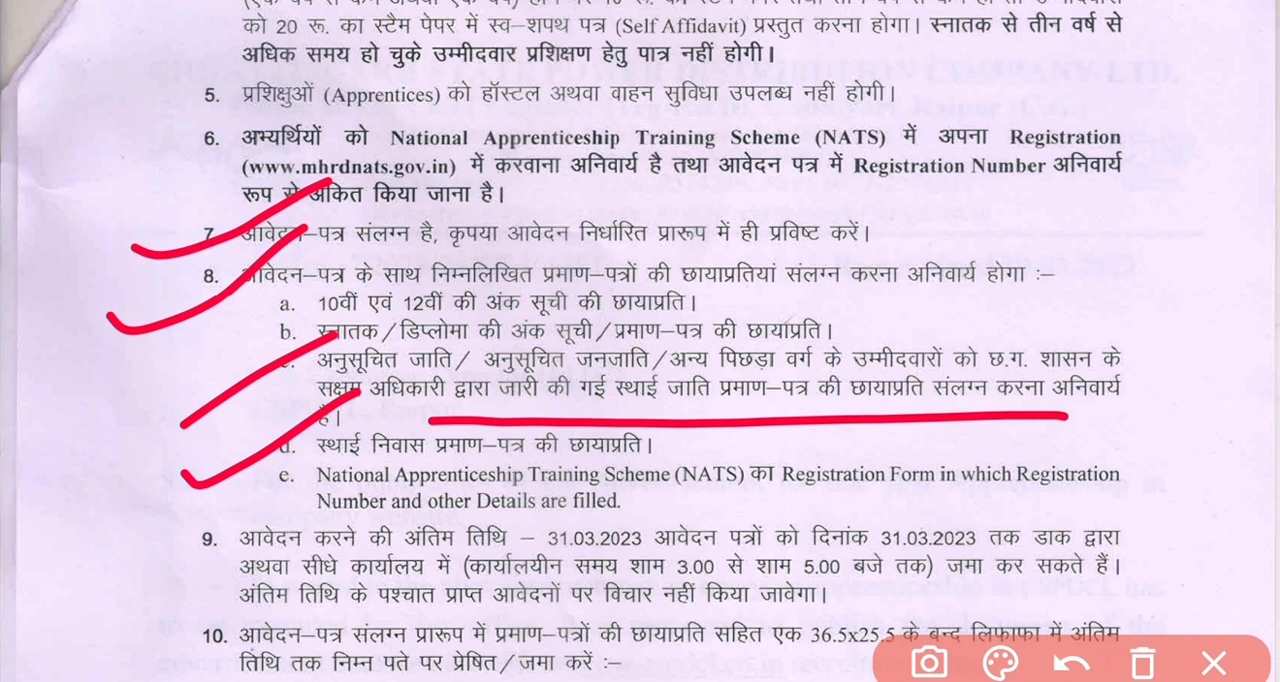 को 20 रू. का स्टैम पेपर में स्व–शपथ पत्र (Self Affidavit) प्रस्तुत करना होगा। स्नातक से तीन वर्ष से
अधिक समय हो चुके उम्मीदवार प्रशिक्षण हेतु पात्र नहीं होगी।
5. प्रशिक्षुओं (Apprentices) को हॉस्टल अथवा वाहन सुविधा उपलब्ध नहीं होगी।
6. अभ्यर्थियों को National Apprenticeship Training Scheme (NATS) में अपना Registration
(www.mhrdnats.gov.in) में करवाना अनिवार्य है तथा आवेदन पत्र में Registration Number अनिवार्य
रूप से अंकित किया जाना है।
7. आवेदन–पत्र संलग्न है, कृपया आवेदन निर्धारित प्रारूप में ही प्रविष्ट करें।
8. आवेदन–पत्र के साथ निम्नलिखित प्रमाण–पत्रों की छायाप्रतियां संलग्न करना अनिवार्य होगा :–
a. 10वीं एवं 12वीं की अंक सूची की छायाप्रति।
b. स्नातक/डिप्लोमा की अंक सूची/प्रमाण–पत्र की छायाप्रति।
c. अनुसूचित जाति/ अनुसूचित जनजाति/अन्य पिछड़ा वर्ग के उम्मीदवारों को छ.ग. शासन के
सक्षम अधिकारी द्वारा जारी की गई स्थाई जाति प्रमाण–पत्र की छायाप्रति संलग्न करना अनिवार्य
है।
d. स्थाई निवास प्रमाण–पत्र की छायाप्रति।
e. National Apprenticeship Training Scheme(NATS) का Registration Form in which Registration
Number and other Details are filled.
9. आवेदन करने की अंतिम तिथि – 31.03.2023 आवेदन पत्रों को दिनांक 31.03.2023 तक डाक द्वारा
अथवा सीधे कार्यालय में (कार्यालयीन समय शाम 3.00 से शाम 5.00 बजे तक) जमा कर सकते हैं।
अंतिम तिथि के पश्चात प्राप्त आवेदनों पर विचार नहीं किया जावेगा।
10. आवेदन–पत्र संलग्न प्रारूप में प्रमाण–पत्रों की छायाप्रति सहित एक 36.5x25.5 के बन्द लिफाफा में अंतिम
तिथि तक निम्न पते पर प्रेषित/जमा करें :–